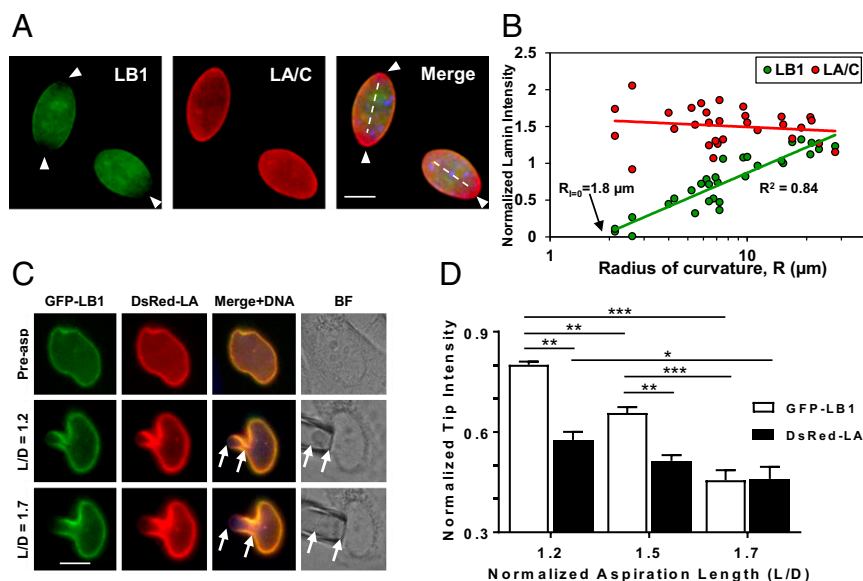 A
LB1
LA/C
Merge
B
Normalized Lamin Intensity
2.5
2
1.5
1
0.5
0
LB1
LA/C
R_I=0=1.8 µm
R² = 0.84
1
10
Radius of curvature, R (µm)
C
GFP-LB1
DsRed-LA
Merge+DNA
BF
Pre-asp
L/D = 1.2
L/D = 1.7
D
Normalized Tip Intensity
0.9
0.6
0.3
***
**
**
*
***
**
GFP-LB1
DsRed-LA
1.2
1.5
1.7
Normalized Aspiration Length (L/D)